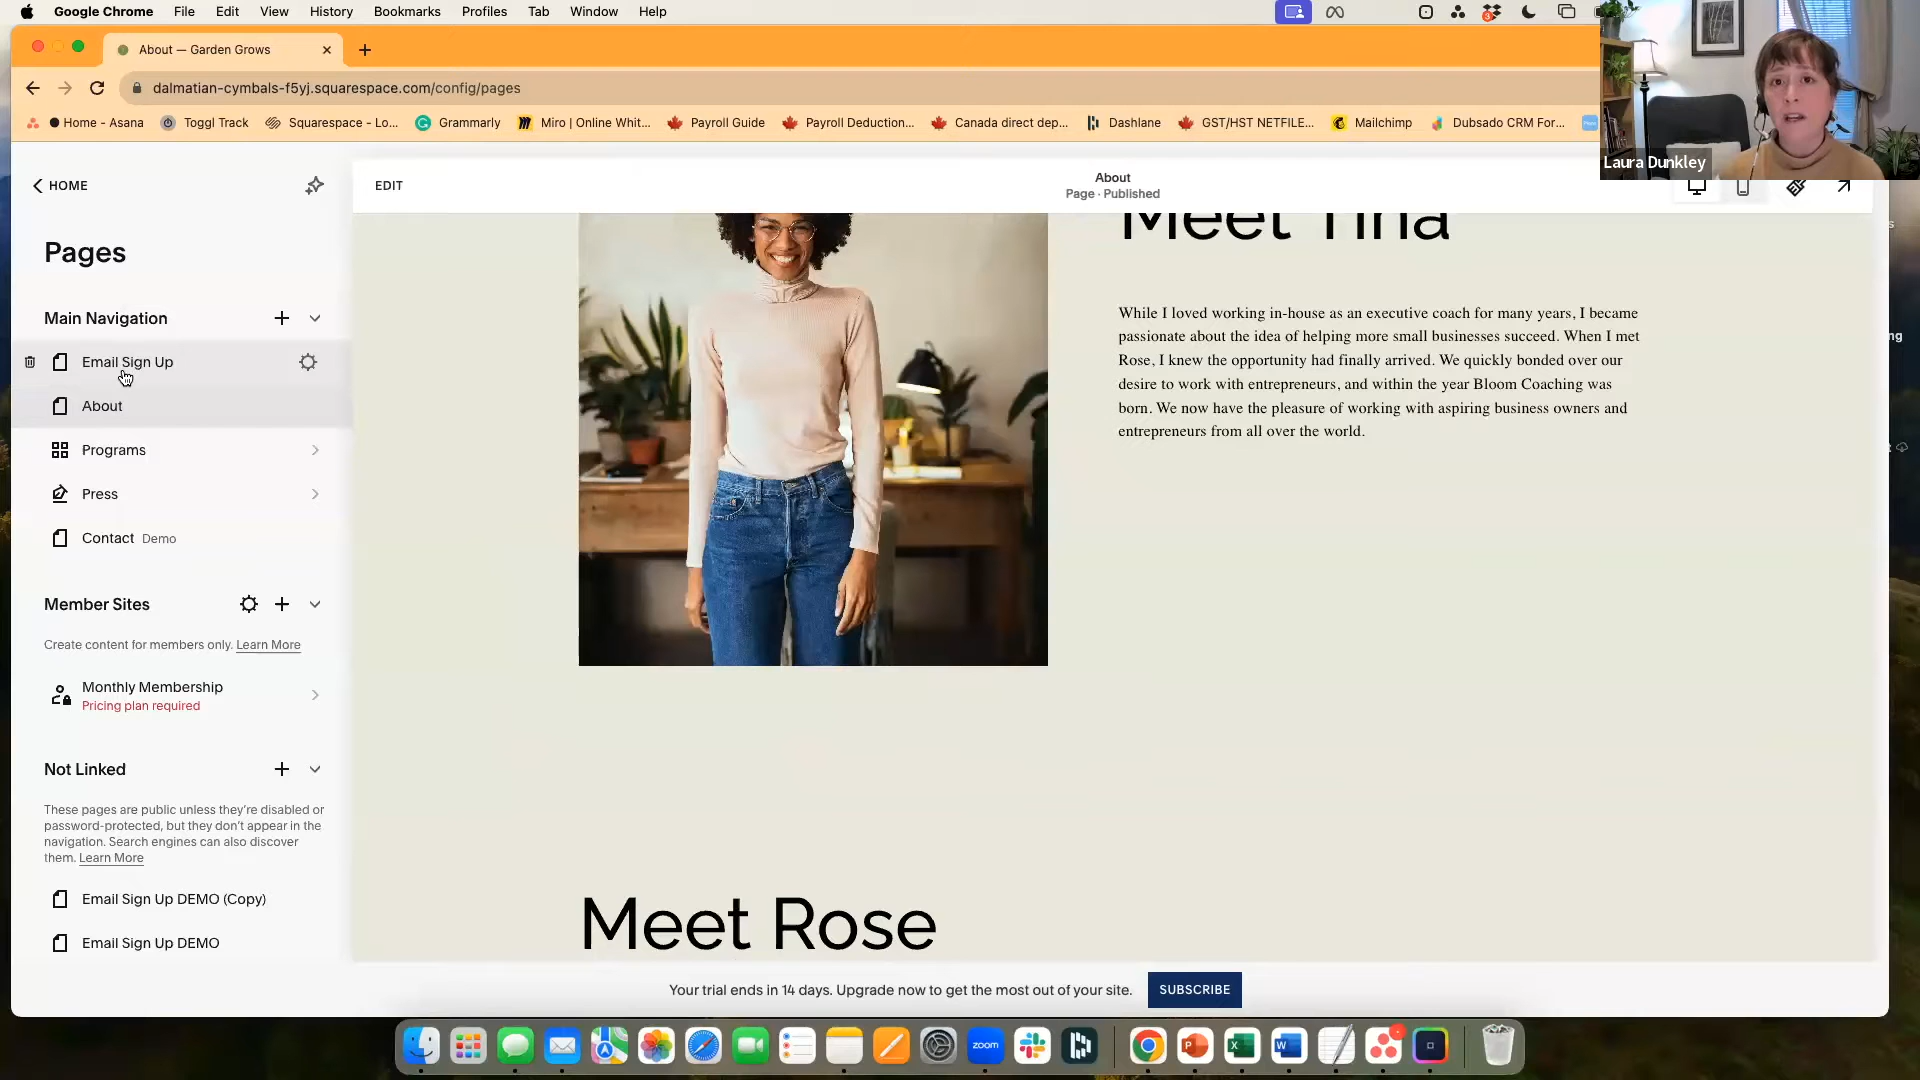 Google Chrome File Edit View History Bookmarks Profiles Tab Window Help
About — Garden Grows
dalmatian-cymbals-f5yj.squarespace.com/config/pages
Home - Asana Toggl Track Squarespace - Lo... Grammarly Miro | Online Whit... Payroll Guide Payroll Deduction... Canada direct dep... Dashlane GST/HST NETFILE... Mailchimp Dubsado CRM For...
Laura Dunkley
HOME
EDIT
About
Page · Published
Pages
Main Navigation
Email Sign Up
About
Programs
Press
Contact Demo
Member Sites
Create content for members only. Learn More
Monthly Membership
Pricing plan required
Not Linked
These pages are public unless they're disabled or
password-protected, but they don't appear in the
navigation. Search engines can also discover
them. Learn More
Email Sign Up DEMO (Copy)
Email Sign Up DEMO
Meet Tina
While I loved working in-house as an executive coach for many years, I became
passionate about the idea of helping more small businesses succeed. When I met
Rose, I knew the opportunity had finally arrived. We quickly bonded over our
desire to work with entrepreneurs, and within the year Bloom Coaching was
born. We now have the pleasure of working with aspiring business owners and
entrepreneurs from all over the world.
Meet Rose
Your trial ends in 14 days. Upgrade now to get the most out of your site. SUBSCRIBE
zoom